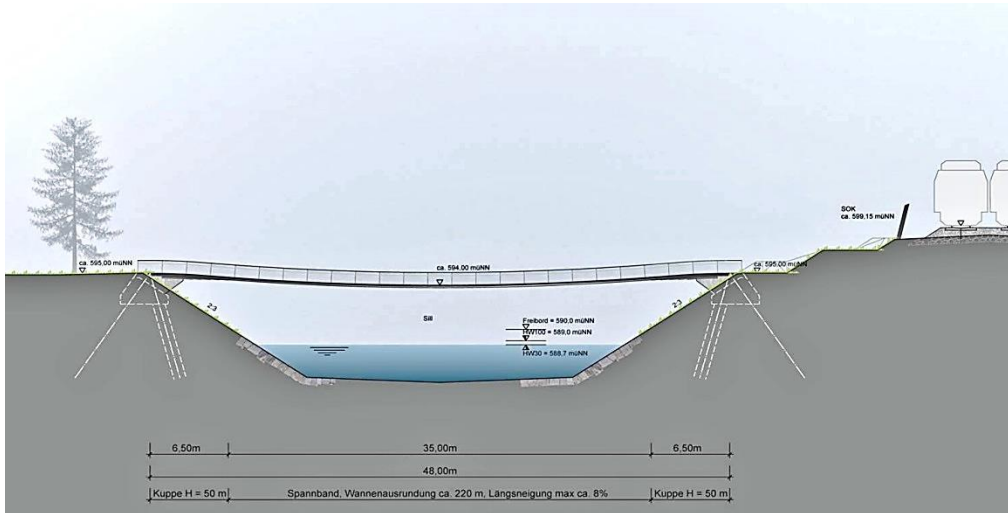 SOK
ca. 599,15 müNN
ca. 595,00 müNN
ca. 594,00 müNN
ca. 595,00 müNN
2:3
2:3
Sill
Freibord = 590,0 müNN
HW100 = 589,0 müNN
HW30 = 588,7 müNN
6,50m
35,00m
6,50m
48,00m
Kuppe H = 50 m
Spannband, Wannenausrundung ca. 220 m, Längsneigung max ca. 8%
Kuppe H = 50 m